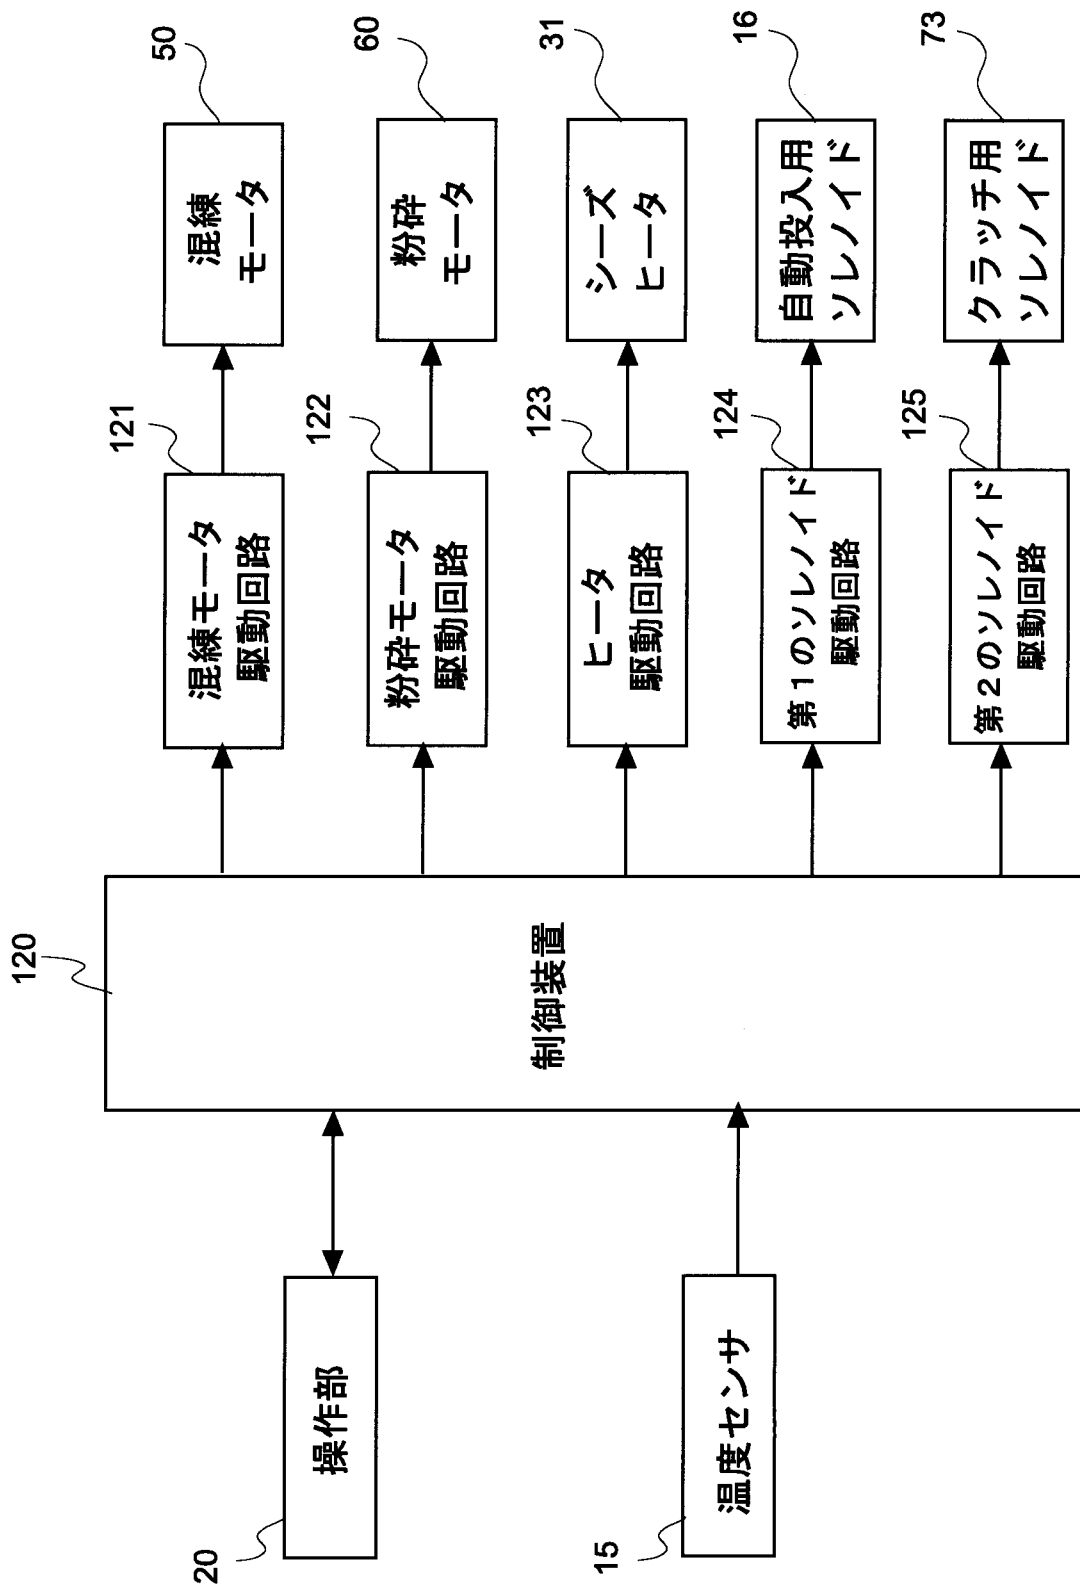 20
操作部
15
温度センサ
120
制御装置
121
混練モータ
駆動回路
50
混練
モータ
122
粉砕モータ
駆動回路
60
粉砕
モータ
123
ヒータ
駆動回路
31
シーズ
ヒータ
124
第１のソレノイド
駆動回路
16
自動投入用
ソレノイド
125
第２のソレノイド
駆動回路
73
クラッチ用
ソレノイド